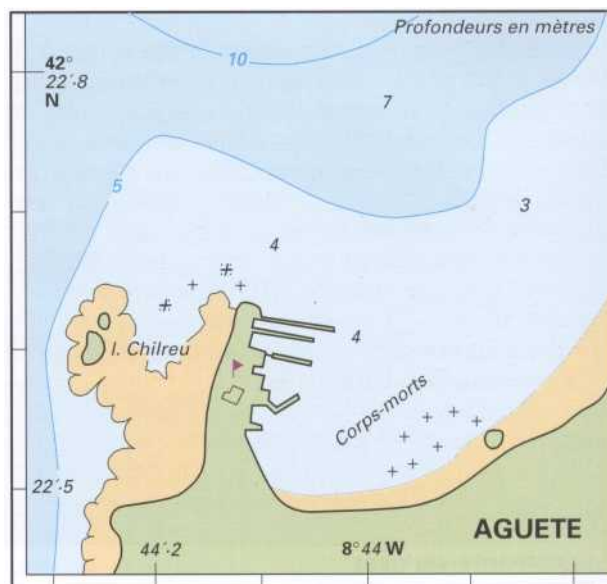 Profondeurs en mètres
10
42°
22'·8
N
7
5
3
4
I. Chilreu
4
Corps-morts
22'·5
AGUETE
44'·2
8°44'W